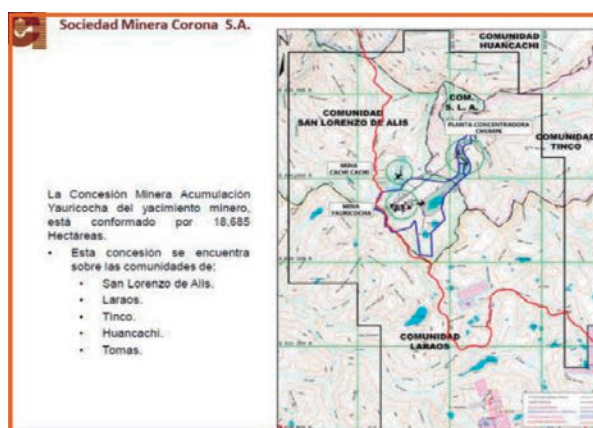 Sociedad Minera Corona S.A.
La Concesión Minera Acumulación
Yauricocha del yacimiento minero,
está conformado por 18,685
Hectáreas.
• Esta concesión se encuentra
sobre las comunidades de:
• San Lorenzo de Alis.
• Laraos.
• Tinco.
• Huancachi.
• Tomas.
N
COMUNIDAD
HUANCACHI
COMUNIDAD
SAN LORENZO DE ALIS
COM.
S. L. A.
PLANTA CONCENTRADORA
CHUMPE
COMUNIDAD
TINCO
MINA
CACHI CACHI
MINA
YAURICOCHA
COMUNIDAD
LARAOS